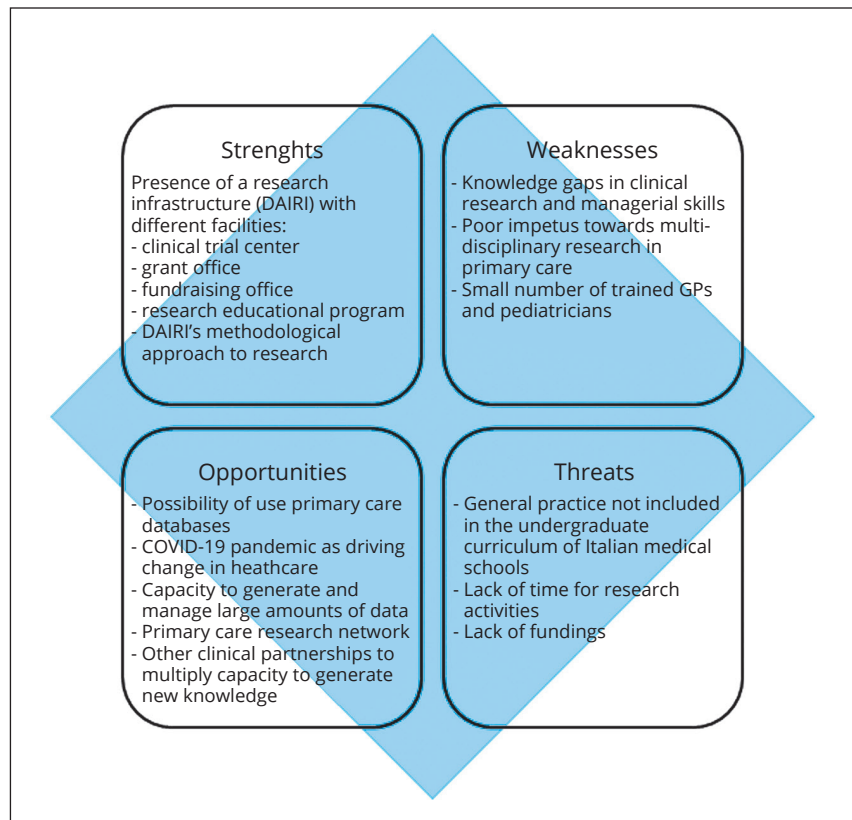 Strenghts
Presence of a research
infrastructure (DAIRI) with
different facilities:
- clinical trial center
- grant office
- fundraising office
- research educational program
- DAIRI's methodological
approach to research
Weaknesses
- Knowledge gaps in clinical
research and managerial skills
- Poor impetus towards multi-
disciplinary research in
primary care
- Small number of trained GPs
and pediatricians
Opportunities
- Possibility of use primary care
databases
- COVID-19 pandemic as driving
change in heathcare
- Capacity to generate and
manage large amounts of data
- Primary care research network
- Other clinical partnerships to
multiply capacity to generate
new knowledge
Threats
- General practice not included
in the undergraduate
curriculum of Italian medical
schools
- Lack of time for research
activities
- Lack of fundings